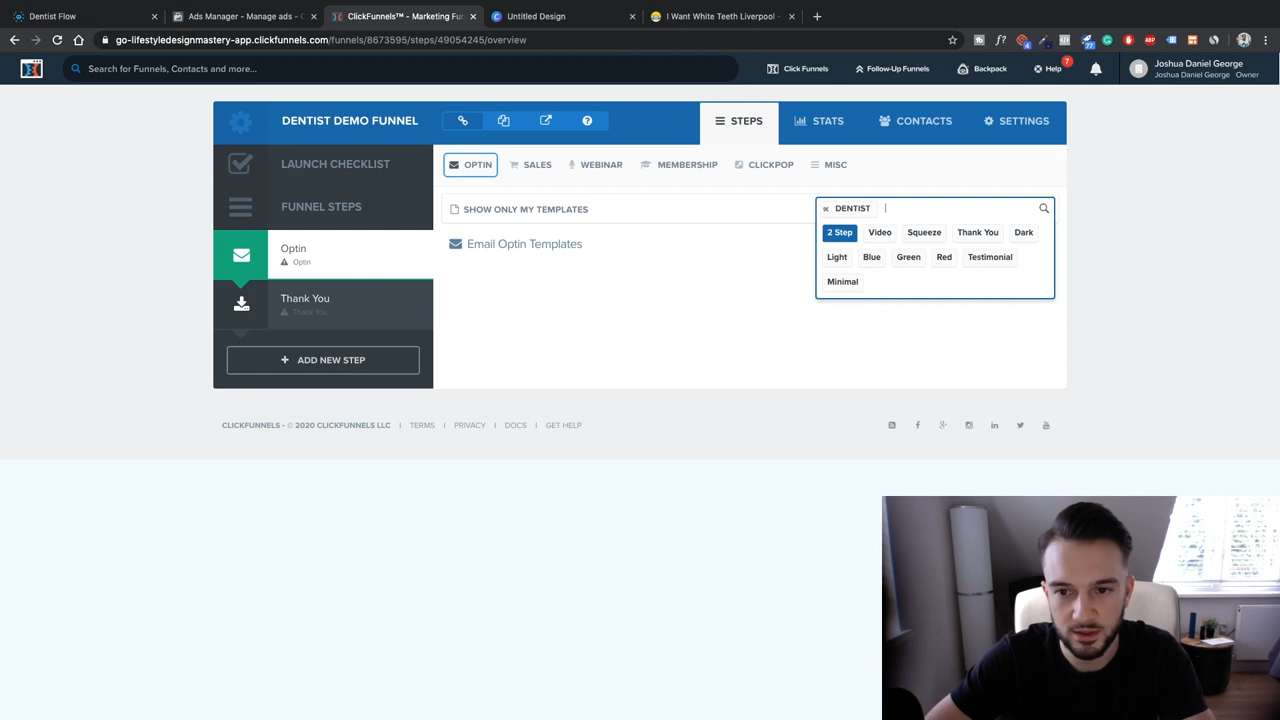 Dentist Flow
Ads Manager - Manage ads - C
ClickFunnels™ - Marketing Fu
Untitled Design
I Want White Teeth Liverpool -
go-lifestyledesignmastery-app.clickfunnels.com/funnels/8673595/steps/49054245/overview
Search for Funnels, Contacts and more...
Click Funnels
Follow-Up Funnels
Backpack
Help
7
Joshua Daniel George
Joshua Daniel George Owner
DENTIST DEMO FUNNEL
STEPS
STATS
CONTACTS
SETTINGS
LAUNCH CHECKLIST
OPTIN
SALES
WEBINAR
MEMBERSHIP
CLICKPOP
MISC
FUNNEL STEPS
SHOW ONLY MY TEMPLATES
DENTIST
Email Optin Templates
2 Step
Video
Squeeze
Thank You
Dark
Light
Blue
Green
Red
Testimonial
Minimal
Optin
Optin
Thank You
Thank You
+ ADD NEW STEP
CLICKFUNNELS - © 2020 CLICKFUNNELS LLC | TERMS | PRIVACY | DOCS | GET HELP